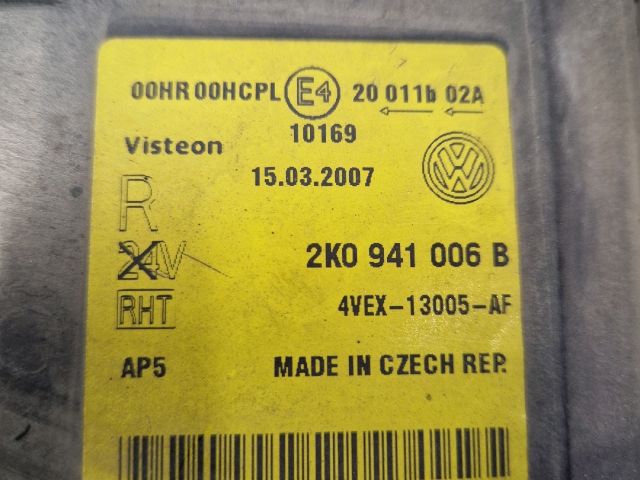 00HR 00HCPL E4 20 011b 02A
10169
Visteon
15.03.2007
VW
R
24V
2K0 941 006 B
RHT
4VEX-13005-AF
AP5
MADE IN CZECH REP.